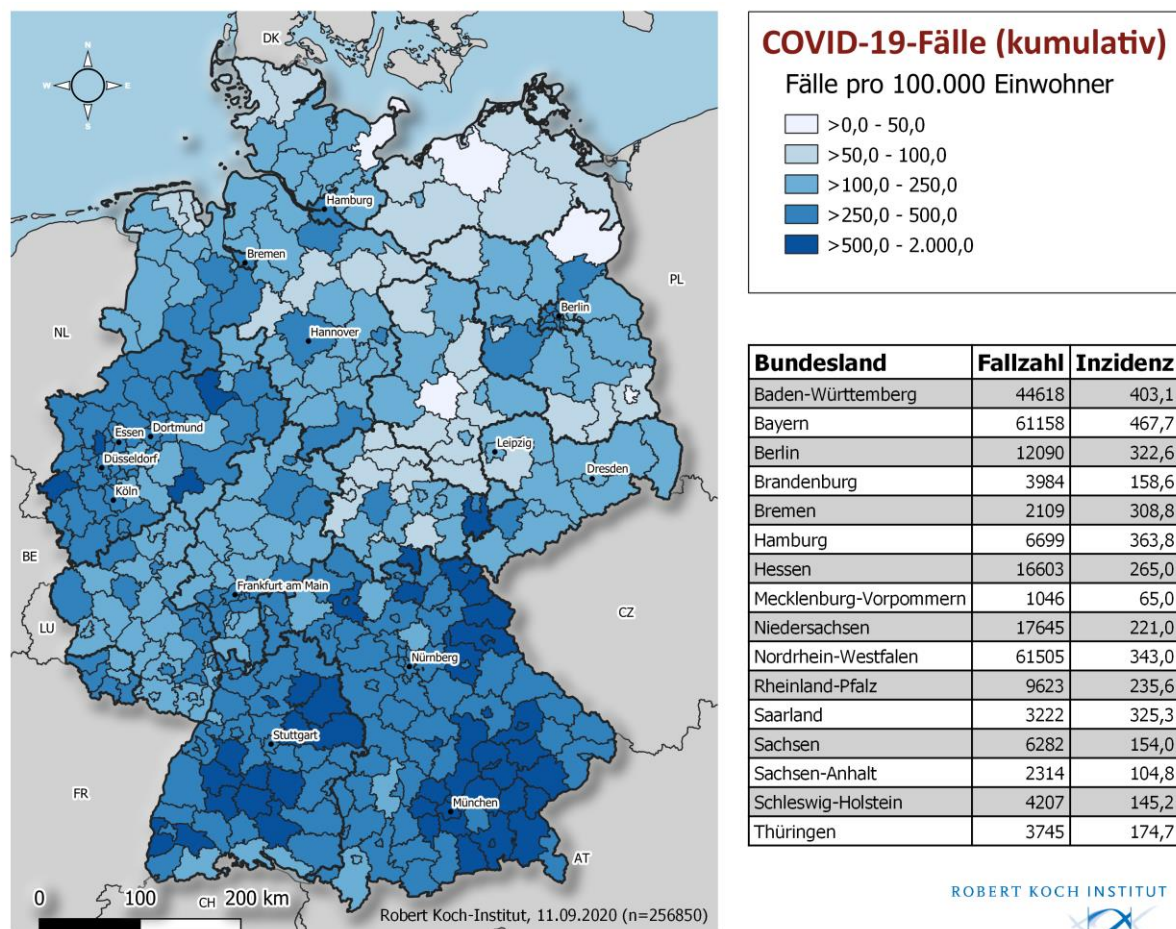 N
W E
S
DK
Hamburg
Bremen
PL
Berlin
NL
Hannover
Essen Dortmund
Leipzig
Düsseldorf
Dresden
Köln
BE
Frankfurt am Main
LU
CZ
Nürnberg
Stuttgart
FR
München
AT
0 100 CH 200 km
Robert Koch-Institut, 11.09.2020 (n=256850)
COVID-19-Fälle (kumulativ)
Fälle pro 100.000 Einwohner
>0,0 - 50,0
>50,0 - 100,0
>100,0 - 250,0
>250,0 - 500,0
>500,0 - 2.000,0
Bundesland Fallzahl Inzidenz
Baden-Württemberg 44618 403,1
Bayern 61158 467,7
Berlin 12090 322,6
Brandenburg 3984 158,6
Bremen 2109 308,8
Hamburg 6699 363,8
Hessen 16603 265,0
Mecklenburg-Vorpommern 1046 65,0
Niedersachsen 17645 221,0
Nordrhein-Westfalen 61505 343,0
Rheinland-Pfalz 9623 235,6
Saarland 3222 325,3
Sachsen 6282 154,0
Sachsen-Anhalt 2314 104,8
Schleswig-Holstein 4207 145,2
Thüringen 3745 174,7
ROBERT KOCH INSTITUT